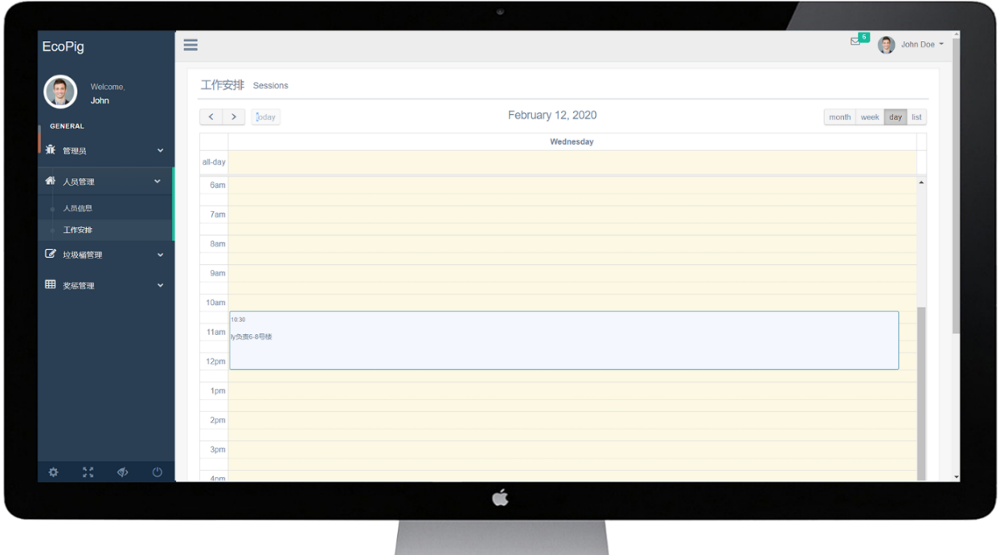 EcoPig
6
John Doe
Welcome,
John
GENERAL
管理员
人员管理
人员信息
工作安排
垃圾桶管理
奖惩管理
工作安排 Sessions
today
February 12, 2020
month week day list
Wednesday
all-day
6am
7am
8am
9am
10am
10:30
11am
ly负责6-8号楼
12pm
1pm
2pm
3pm
4pm